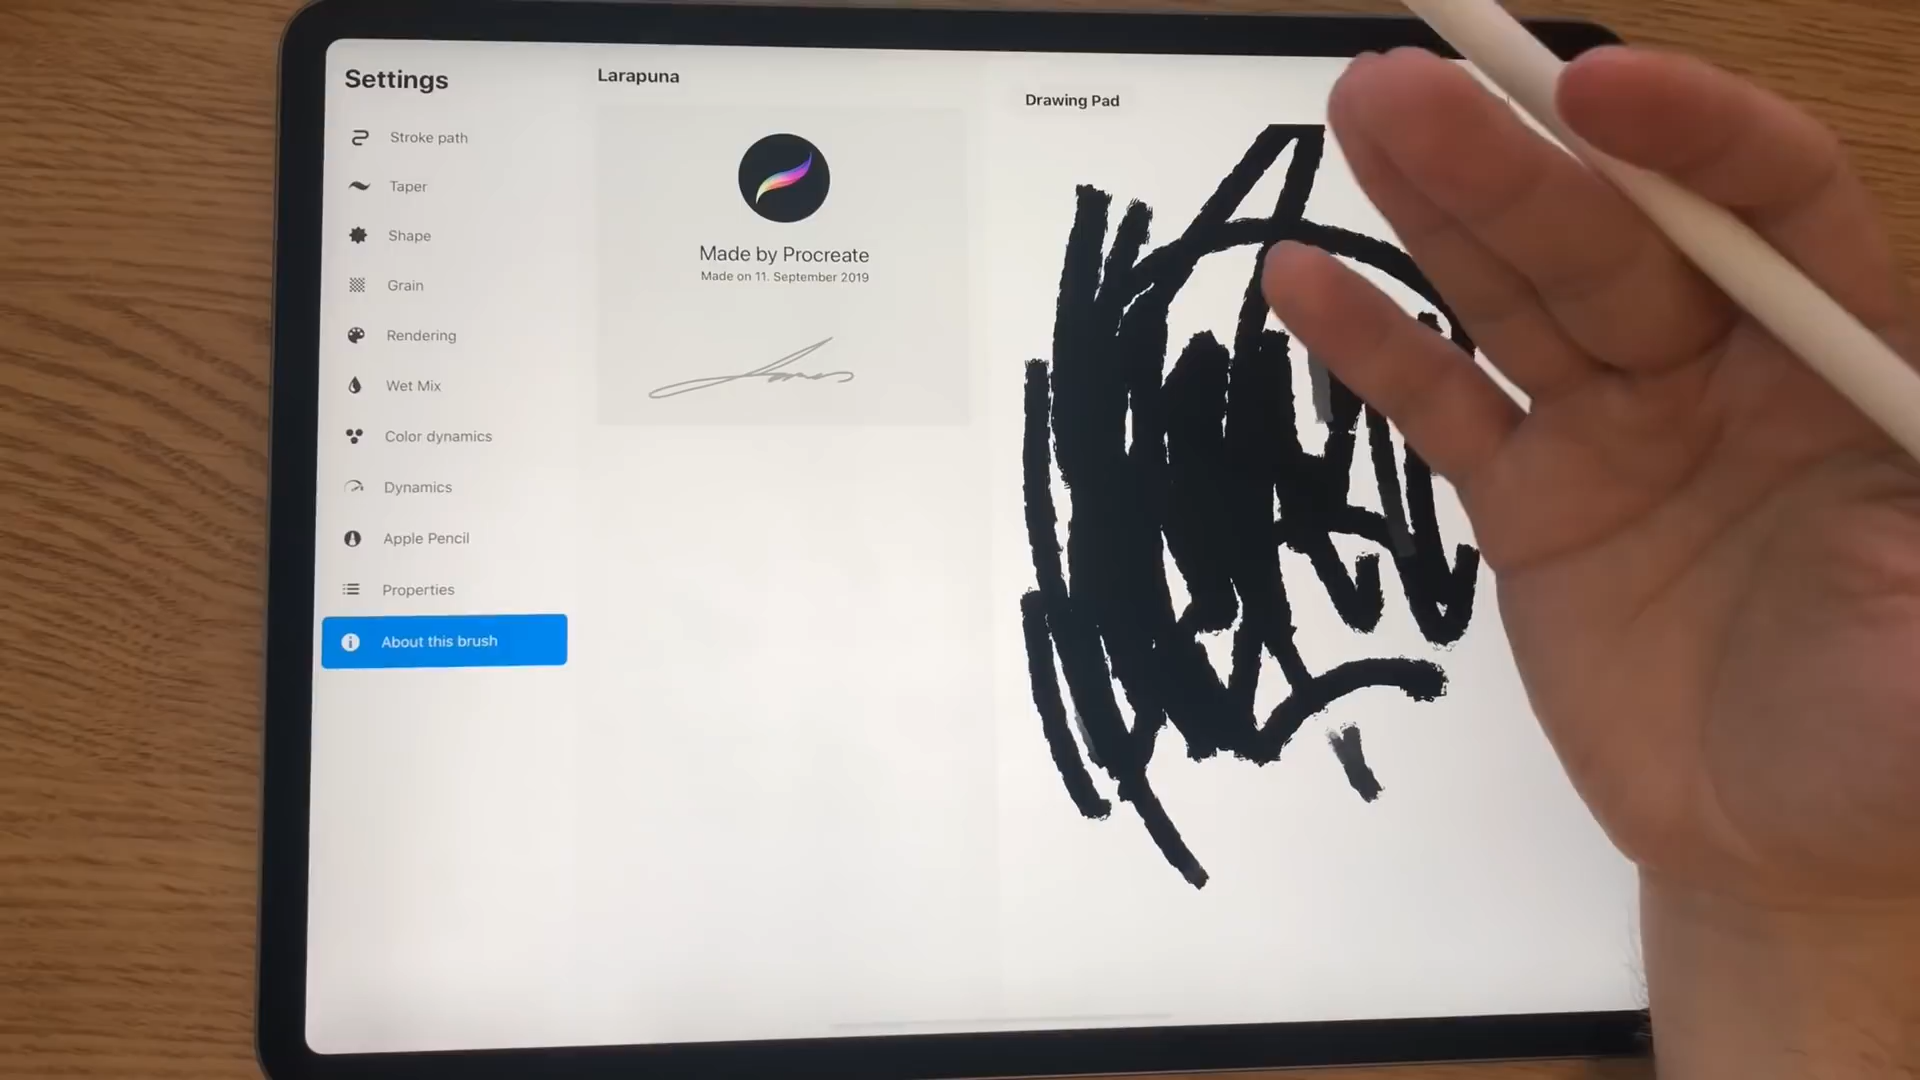 Settings
Stroke path
Taper
Shape
Grain
Rendering
Wet Mix
Color dynamics
Dynamics
Apple Pencil
Properties
About this brush
Larapuna
Made by Procreate
Made on 11. September 2019
Drawing Pad